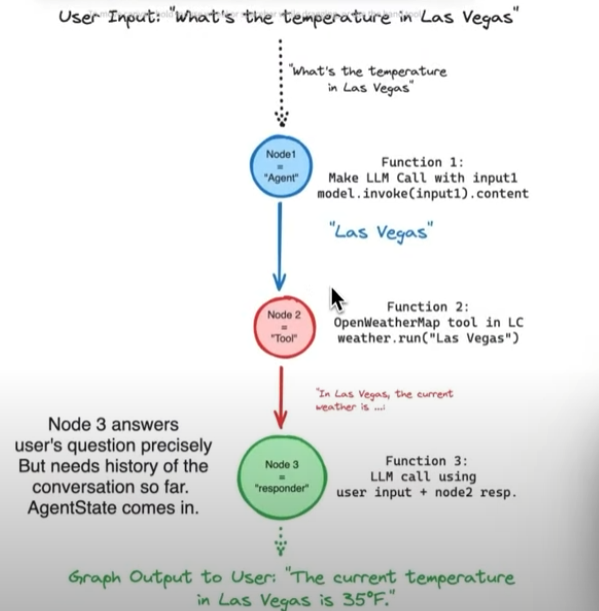 User Input: "What's the temperature in Las Vegas"
"What's the temperature
in Las Vegas"
Node1
=
"Agent"
Function 1:
Make LLM Call with input1
model.invoke(input1).content
"Las Vegas"
Node 2
=
"Tool"
Function 2:
OpenWeatherMap tool in LC
weather.run("Las Vegas")
"In Las Vegas, the current
weather is ....
Node 3 answers
user's question precisely
But needs history of the
conversation so far.
AgentState comes in.
Node 3
=
"responder"
Function 3:
LLM call using
user input + node2 resp.
Graph Output to User: "The current temperature
in Las Vegas is 35°F."